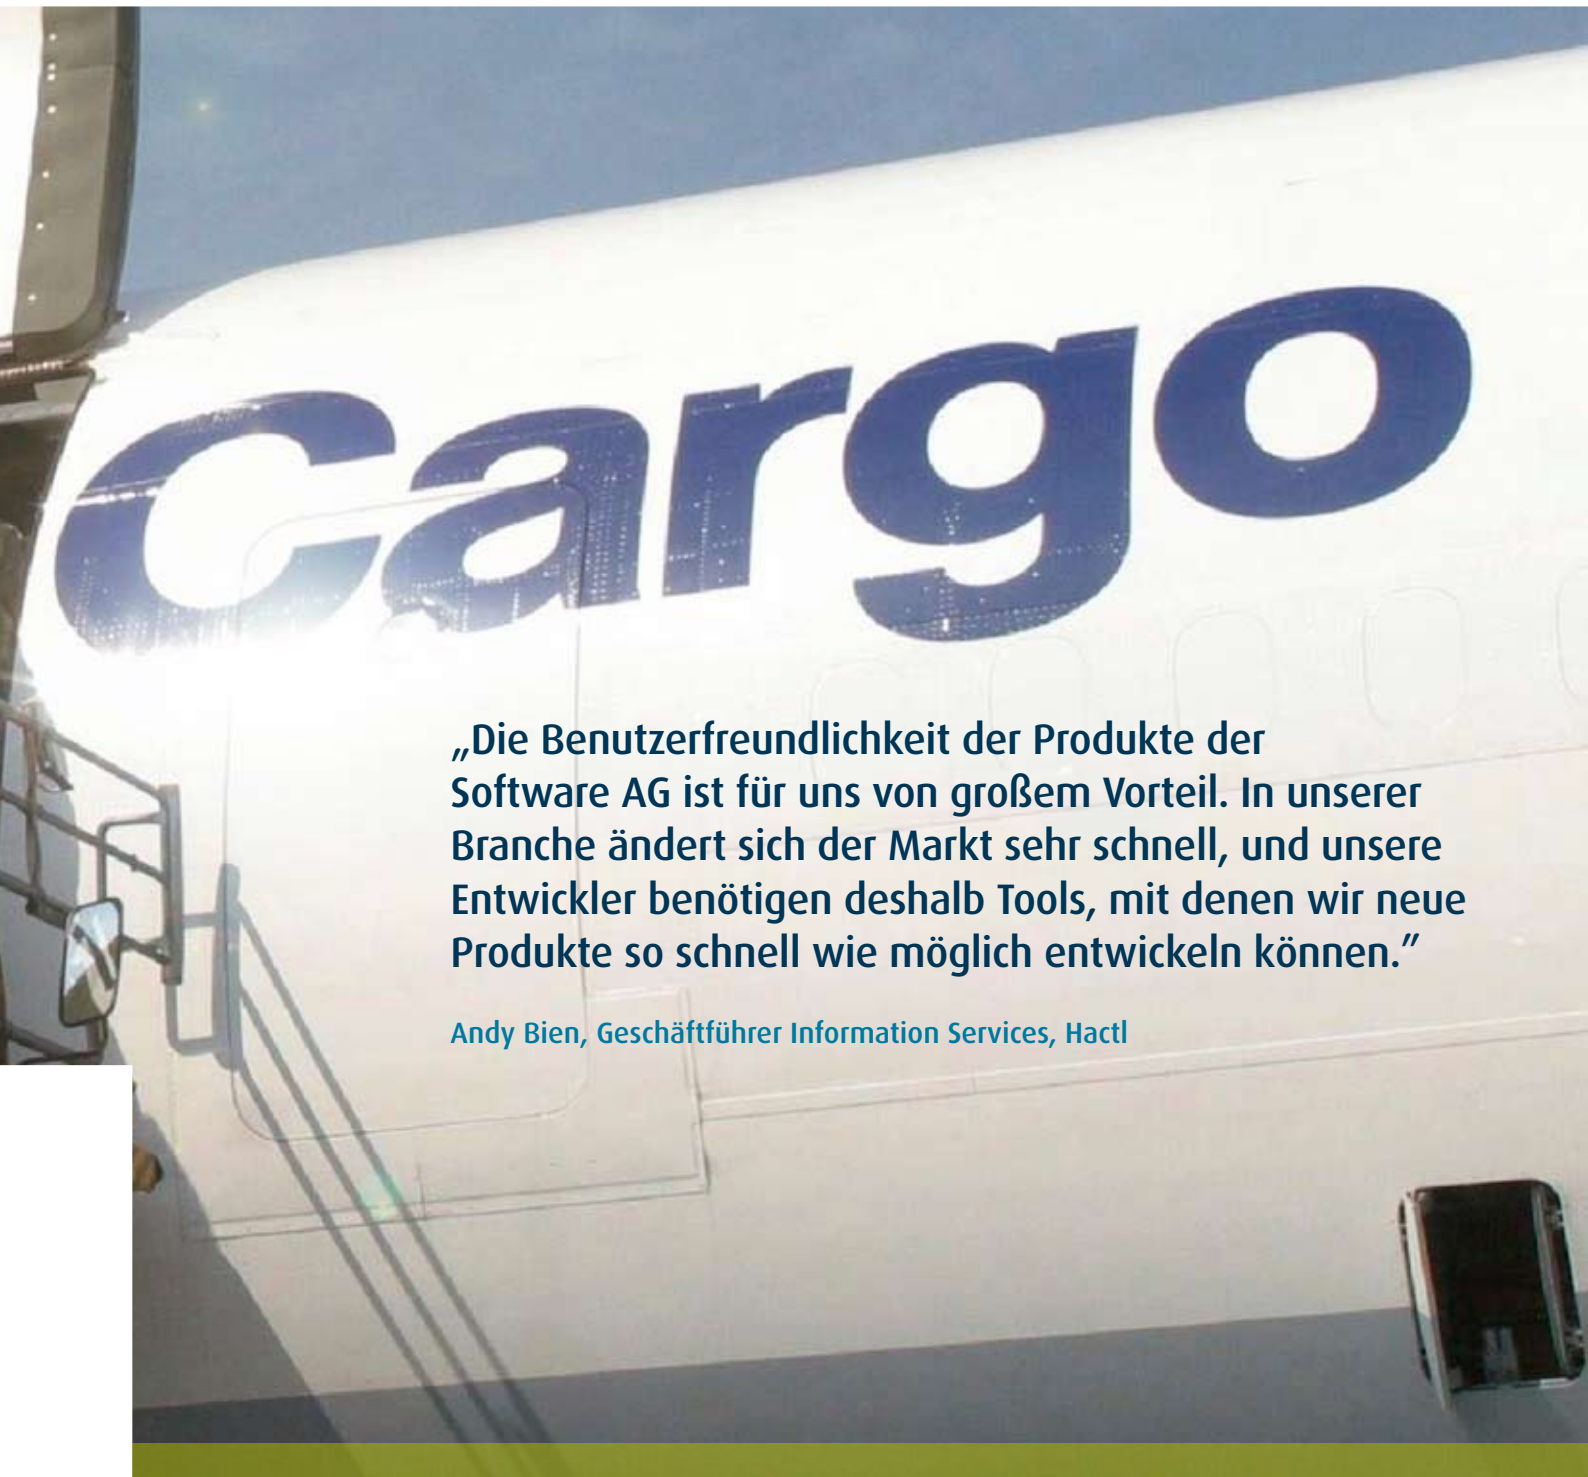 Cargo
„Die Benutzerfreundlichkeit der Produkte der
Software AG ist für uns von großem Vorteil. In unserer
Branche ändert sich der Markt sehr schnell, und unsere
Entwickler benötigen deshalb Tools, mit denen wir neue
Produkte so schnell wie möglich entwickeln können.”
Andy Bien, Geschäftführer Information Services, Hactl